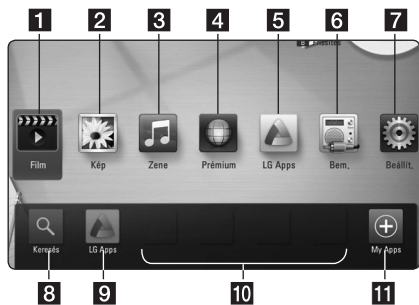 1 2 3 4 5 6 7
Film Kép Zene Prémium LG Apps Bem. Beállít.
Keresés LG Apps My Apps
8 9 10 11